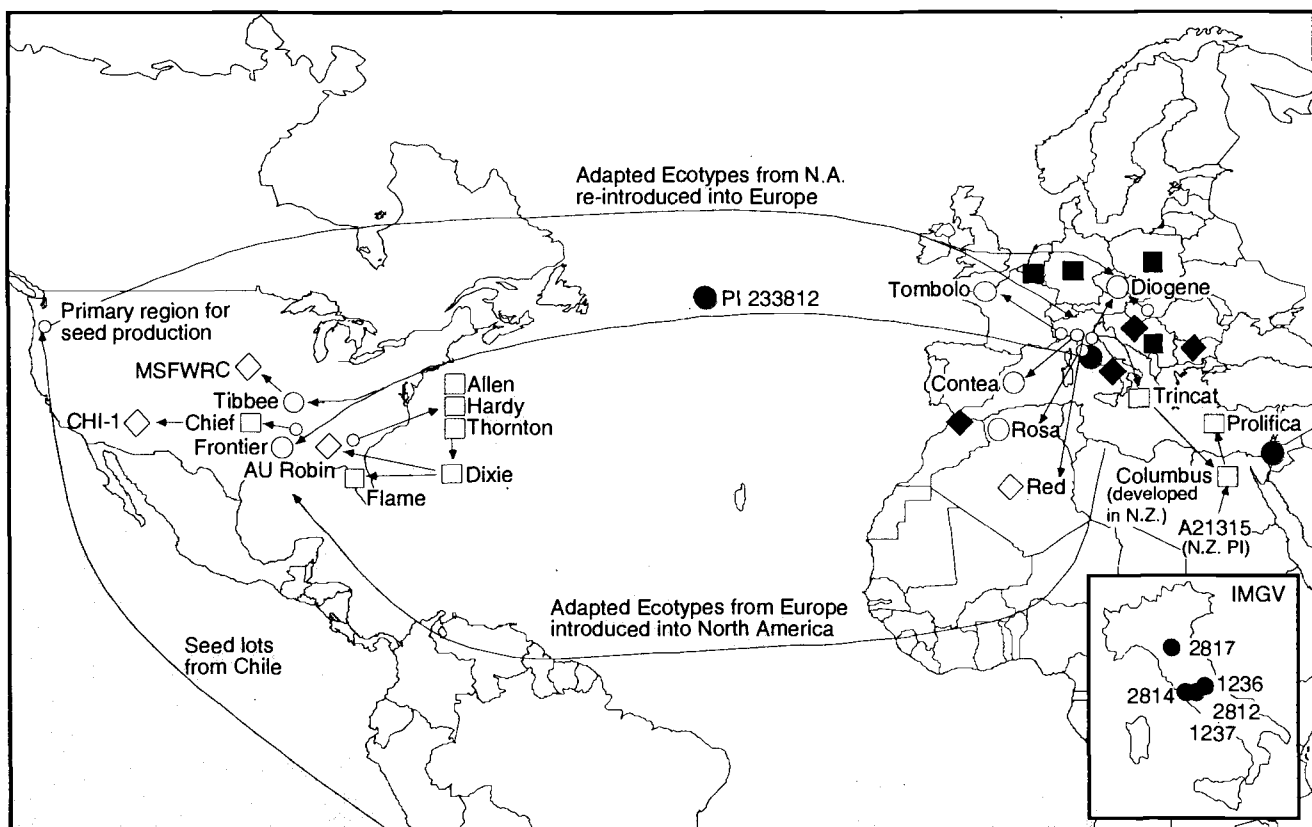 Adapted Ecotypes from N.A.
re-introduced into Europe
Primary region for
seed production
PI 233812
Tombolo
Diogene
MSFWRC
Tibbee
CHI-1
Chief
Frontier
AU Robin
Flame
Allen
Hardy
Thornton
Dixie
Contea
Rosa
Red
Trincat
Prolifica
Columbus
(developed
in N.Z.)
A21315
(N.Z. PI)
Adapted Ecotypes from Europe
introduced into North America
Seed lots
from Chile
IMGV
2817
1236
2814
2812
1237